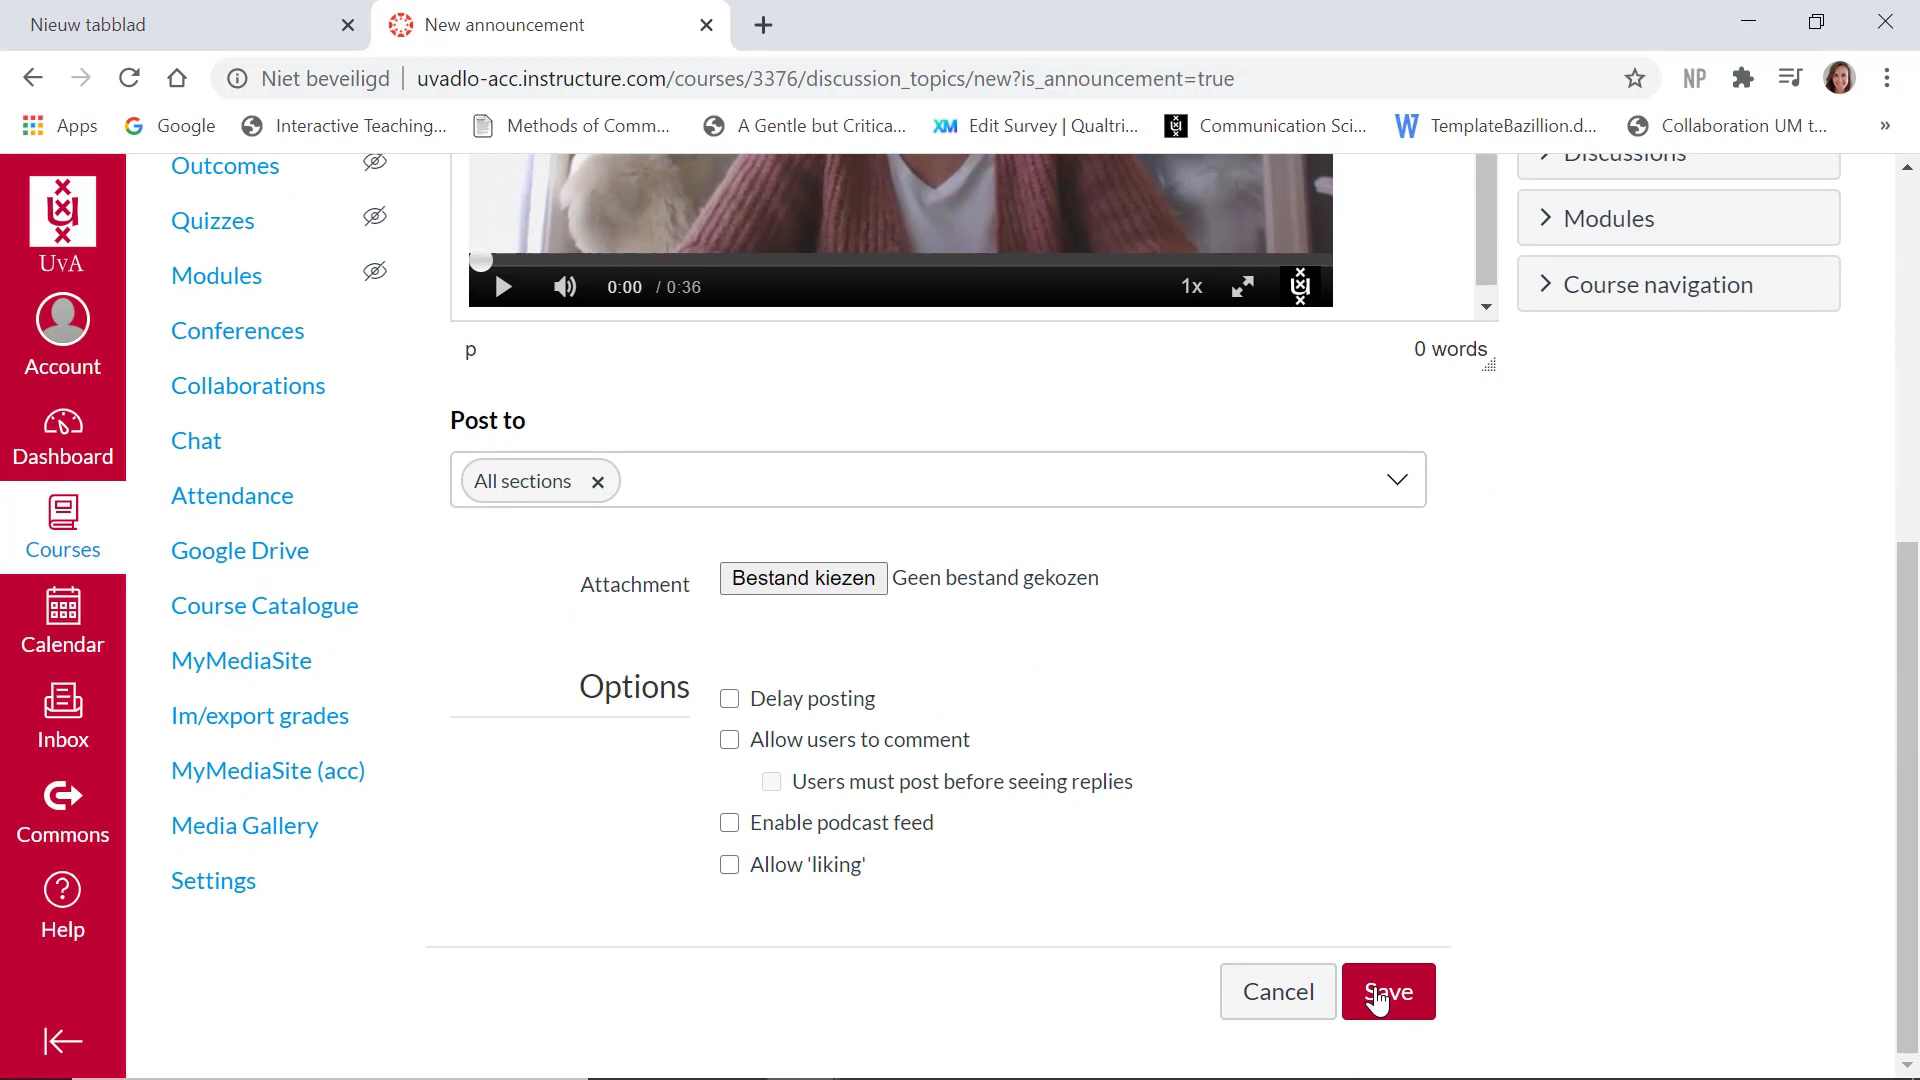 Nieuw tabblad
New announcement
Niet beveiligd
uvadlo-acc.instructure.com/courses/3376/discussion_topics/new?is_announcement=true
NP
Apps
Google
Interactive Teaching...
Methods of Comm...
A Gentle but Critica...
XM Edit Survey | Qualtri...
Communication Sci...
W TemplateBazillion.d...
Collaboration UM t...
»
UvA
Account
Dashboard
Courses
Calendar
Inbox
Commons
Help
Outcomes
Quizzes
Modules
Conferences
Collaborations
Chat
Attendance
Google Drive
Course Catalogue
MyMediaSite
Im/export grades
MyMediaSite (acc)
Media Gallery
Settings
0:00 / 0:36
1x
p
0 words
Post to
All sections
Attachment
Bestand kiezen Geen bestand gekozen
Options
Delay posting
Allow users to comment
Users must post before seeing replies
Enable podcast feed
Allow 'liking'
Cancel
Save
Discussions
Modules
Course navigation